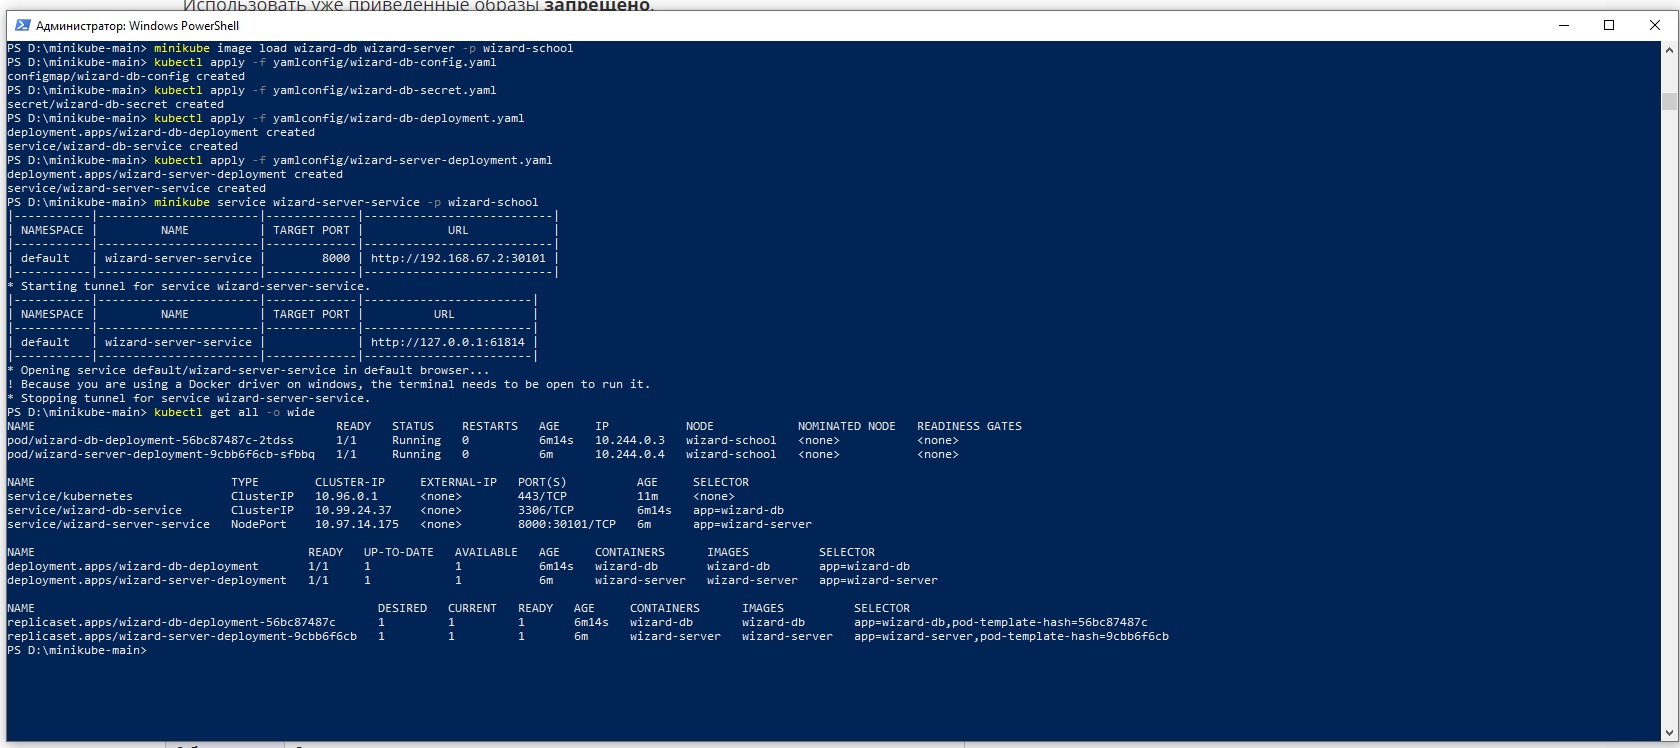 Использовать уже приведенные образы запрещено.
Администратор: Windows PowerShell
PS D:\minikube-main> minikube image load wizard-db wizard-server -p wizard-school
PS D:\minikube-main> kubectl apply -f yamlconfig/wizard-db-config.yaml
configmap/wizard-db-config created
PS D:\minikube-main> kubectl apply -f yamlconfig/wizard-db-secret.yaml
secret/wizard-db-secret created
PS D:\minikube-main> kubectl apply -f yamlconfig/wizard-db-deployment.yaml
deployment.apps/wizard-db-deployment created
service/wizard-db-service created
PS D:\minikube-main> kubectl apply -f yamlconfig/wizard-server-deployment.yaml
deployment.apps/wizard-server-deployment created
service/wizard-server-service created
PS D:\minikube-main> minikube service wizard-server-service -p wizard-school
|-----------|-----------------------|-------------|---------------------------|
| NAMESPACE |         NAME          | TARGET PORT |            URL            |
|-----------|-----------------------|-------------|---------------------------|
| default   | wizard-server-service |        8000 | http://192.168.67.2:30101 |
|-----------|-----------------------|-------------|---------------------------|
* Starting tunnel for service wizard-server-service.
|-----------|-----------------------|-------------|------------------------|
| NAMESPACE |         NAME          | TARGET PORT |          URL           |
|-----------|-----------------------|-------------|------------------------|
| default   | wizard-server-service |             | http://127.0.0.1:61814 |
|-----------|-----------------------|-------------|------------------------|
* Opening service default/wizard-server-service in default browser...
! Because you are using a Docker driver on windows, the terminal needs to be open to run it.
* Stopping tunnel for service wizard-server-service.
PS D:\minikube-main> kubectl get all -o wide
NAME                                           READY   STATUS    RESTARTS   AGE     IP           NODE            NOMINATED NODE   READINESS GATES
pod/wizard-db-deployment-56bc87487c-2tdss      1/1     Running   0          6m14s   10.244.0.3   wizard-school   <none>           <none>
pod/wizard-server-deployment-9cbb6f6cb-sfbbq   1/1     Running   0          6m      10.244.0.4   wizard-school   <none>           <none>
NAME                            TYPE        CLUSTER-IP      EXTERNAL-IP   PORT(S)          AGE     SELECTOR
service/kubernetes              ClusterIP   10.96.0.1       <none>        443/TCP          11m     <none>
service/wizard-db-service       ClusterIP   10.99.24.37     <none>        3306/TCP         6m14s   app=wizard-db
service/wizard-server-service   NodePort    10.97.14.175    <none>        8000:30101/TCP   6m      app=wizard-server
NAME                                       READY   UP-TO-DATE   AVAILABLE   AGE     CONTAINERS      IMAGES          SELECTOR
deployment.apps/wizard-db-deployment       1/1     1            1           6m14s   wizard-db       wizard-db       app=wizard-db
deployment.apps/wizard-server-deployment   1/1     1            1           6m      wizard-server   wizard-server   app=wizard-server
NAME                                                 DESIRED   CURRENT   READY   AGE     CONTAINERS      IMAGES          SELECTOR
replicaset.apps/wizard-db-deployment-56bc87487c      1         1         1       6m14s   wizard-db       wizard-db       app=wizard-db,pod-template-hash=56bc87487c
replicaset.apps/wizard-server-deployment-9cbb6f6cb   1         1         1       6m      wizard-server   wizard-server   app=wizard-server,pod-template-hash=9cbb6f6cb
PS D:\minikube-main>